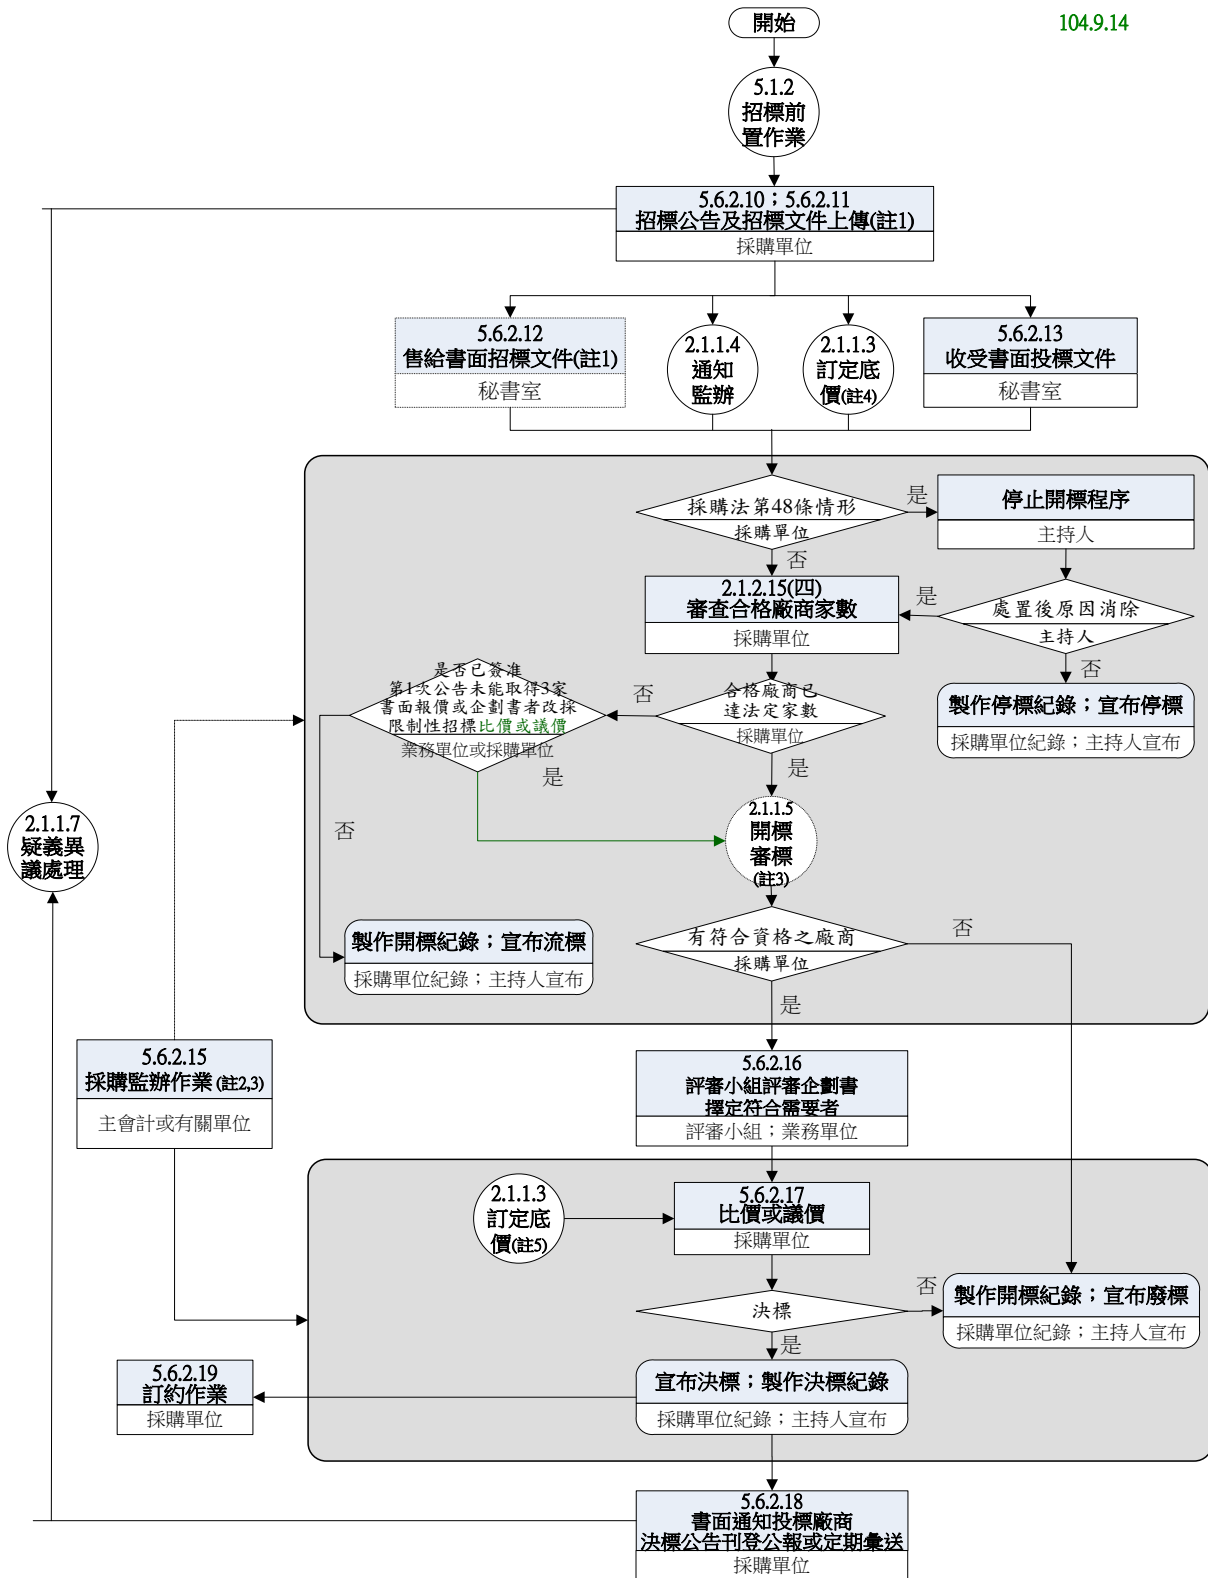 開始
104.9.14
5.1.2
招標前
置作業
5.6.2.10；5.6.2.11
招標公告及招標文件上傳(註1)
採購單位
5.6.2.12
售給書面招標文件(註1)
秘書室
2.1.1.4
通知
監辦
2.1.1.3
訂定底
價(註4)
5.6.2.13
收受書面投標文件
秘書室
採購法第48條情形
採購單位
是
否
停止開標程序
主持人
2.1.2.15(四)
審查合格廠商家數
採購單位
是
處置後原因消除
主持人
否
是否已簽准
第1次公告未能取得3家
書面報價或企劃書者改採
限制性招標比價或議價
業務單位或採購單位
否
合格廠商已
達法定家數
採購單位
製作停標紀錄；宣布停標
採購單位紀錄；主持人宣布
是
是
否
2.1.1.5
開標
審標
(註3)
2.1.1.7
疑義異
議處理
製作開標紀錄；宣布流標
採購單位紀錄；主持人宣布
有符合資格之廠商
採購單位
否
是
5.6.2.15
採購監辦作業(註2,3)
主會計或有關單位
5.6.2.16
評審小組評審企劃書
擇定符合需要者
評審小組；業務單位
2.1.1.3
訂定底
價(註5)
5.6.2.17
比價或議價
採購單位
決標
否
是
製作開標紀錄；宣布廢標
採購單位紀錄；主持人宣布
5.6.2.19
訂約作業
採購單位
宣布決標；製作決標紀錄
採購單位紀錄；主持人宣布
5.6.2.18
書面通知投標廠商
決標公告刊登公報或定期彙送
採購單位